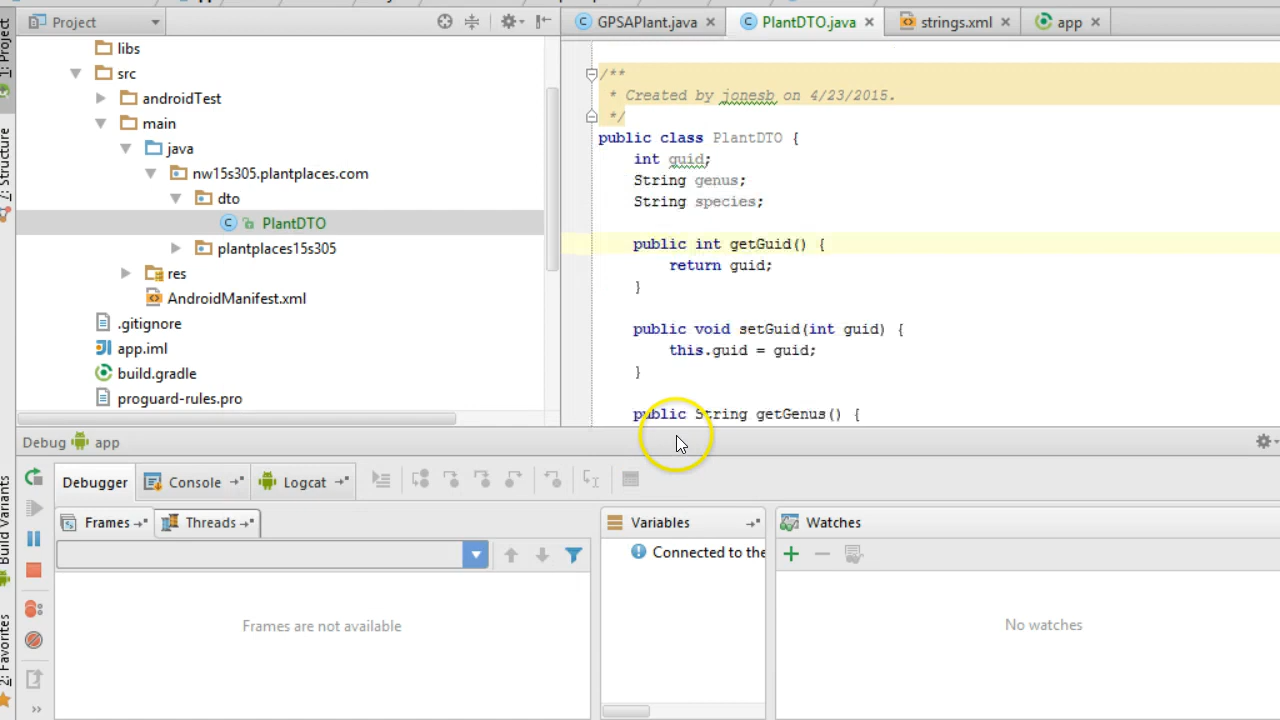 Project
GPSAPlant.java
PlantDTO.java
strings.xml
app
1: Project
7: Structure
Build Variants
2: Favorites
libs
src
androidTest
main
java
nw15s305.plantplaces.com
dto
PlantDTO
plantplaces15s305
res
AndroidManifest.xml
.gitignore
app.iml
build.gradle
proguard-rules.pro
/**
* Created by jonesb on 4/23/2015.
*/
public class PlantDTO {
int guid;
String genus;
String species;
public int getGuid() {
return guid;
}
public void setGuid(int guid) {
this.guid = guid;
}
public String getGenus() {
Debug app
Debugger
Console
Logcat
Frames
Threads
Variables
Watches
Connected to the
Frames are not available
No watches